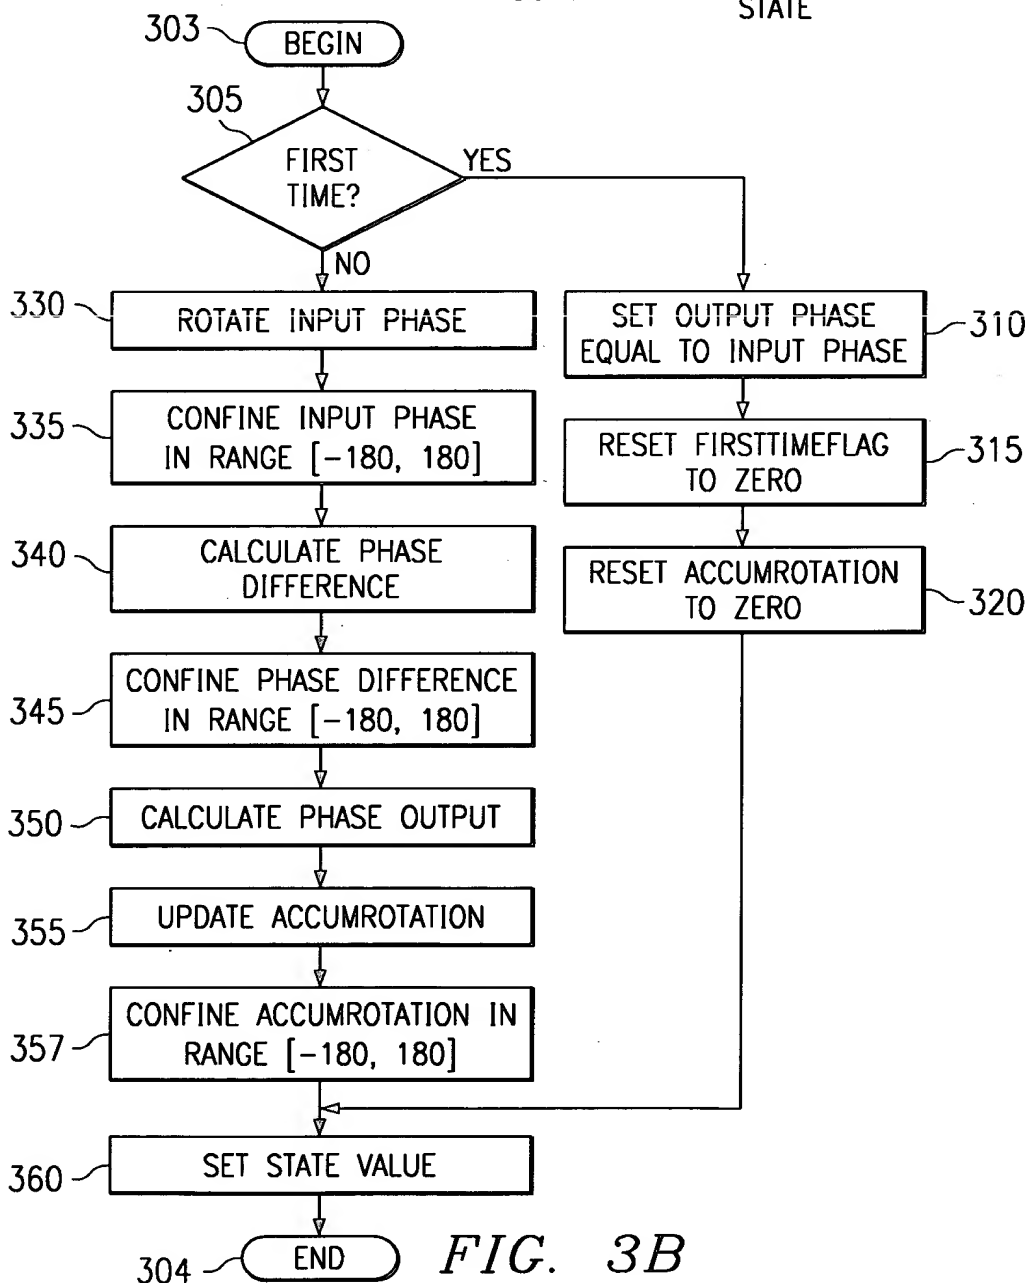 STATE
303
BEGIN
305
FIRST
TIME?
YES
NO
330
ROTATE INPUT PHASE
SET OUTPUT PHASE
EQUAL TO INPUT PHASE
310
335
CONFINE INPUT PHASE
IN RANGE [-180, 180]
RESET FIRSTTIMEFLAG
TO ZERO
315
340
CALCULATE PHASE
DIFFERENCE
RESET ACCUMROTATION
TO ZERO
320
345
CONFINE PHASE DIFFERENCE
IN RANGE [-180, 180]
350
CALCULATE PHASE OUTPUT
355
UPDATE ACCUMROTATION
357
CONFINE ACCUMROTATION IN
RANGE [-180, 180]
360
SET STATE VALUE
304
END
FIG. 3B